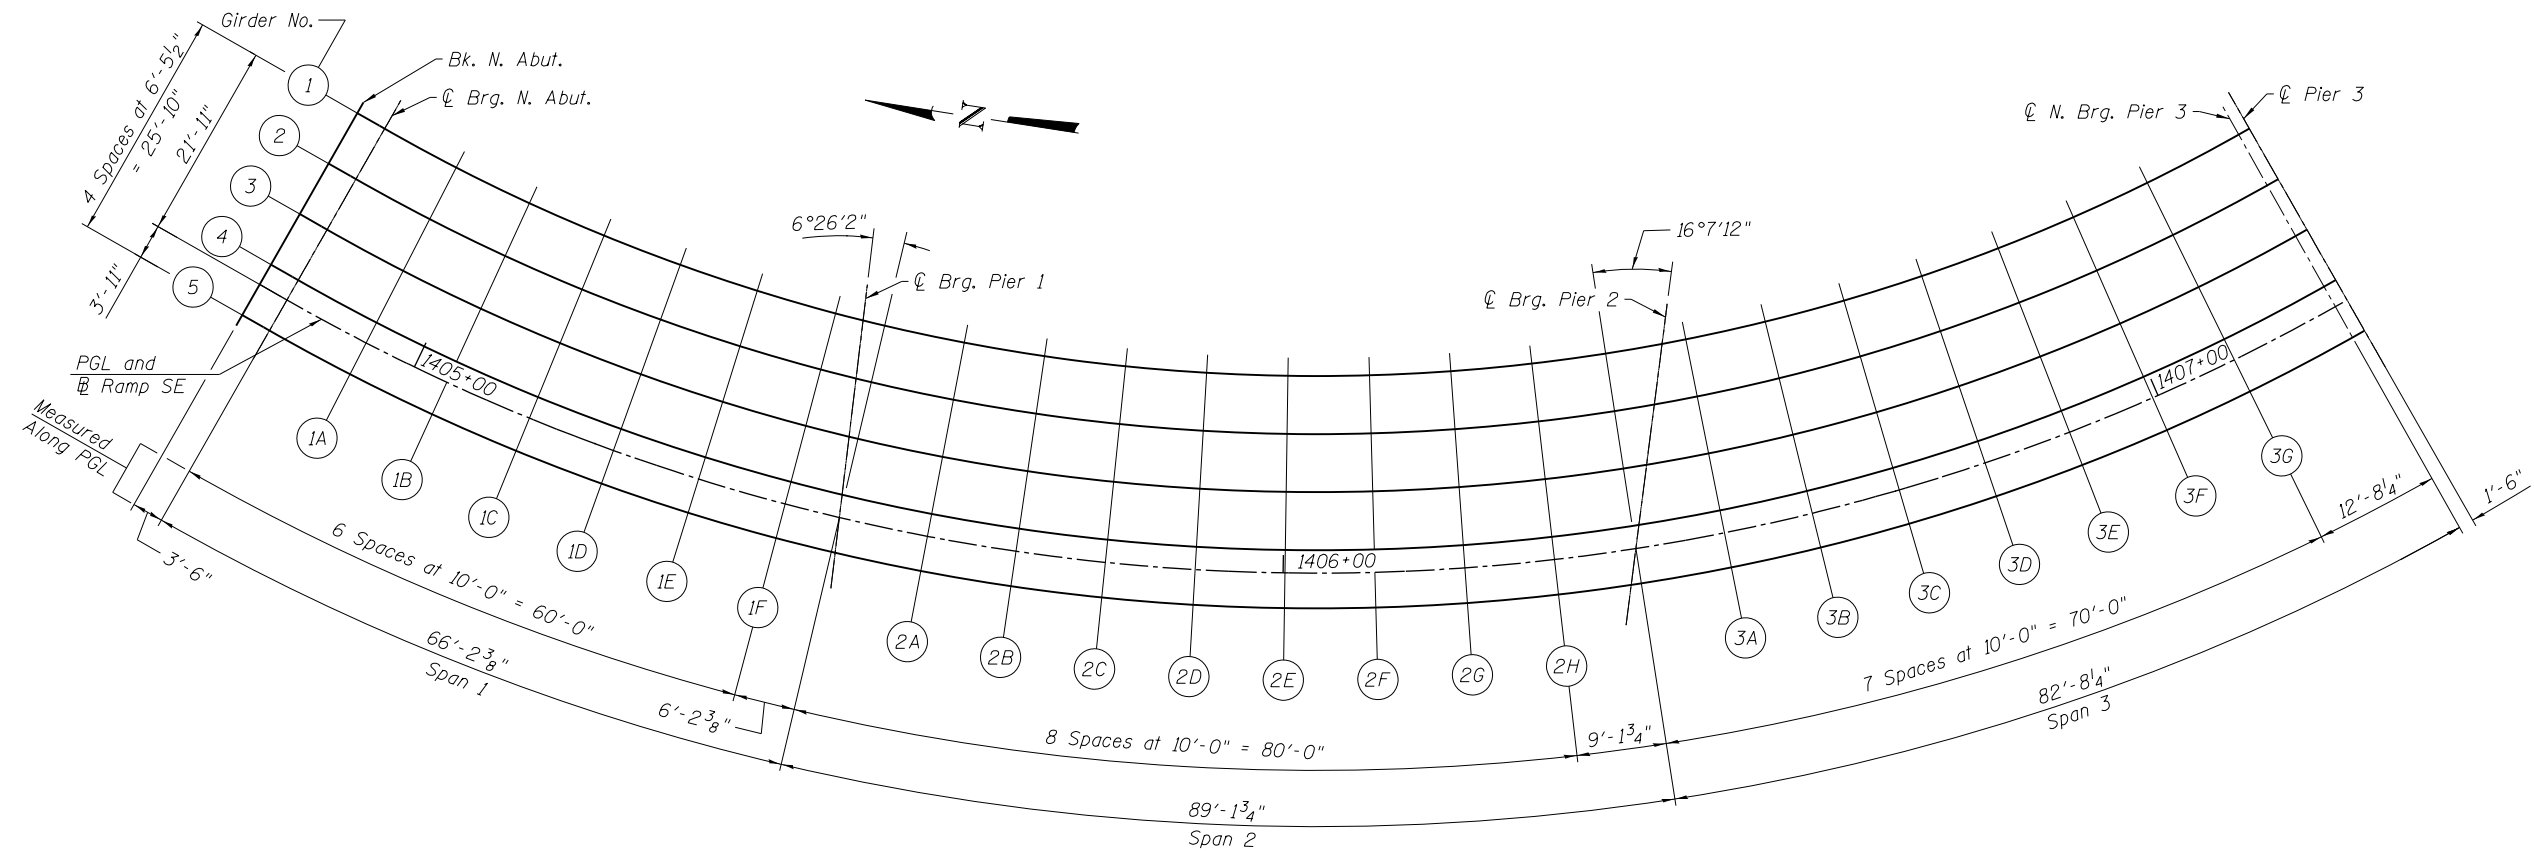 Girder No.
Bk. N. Abut.
℄ Brg. N. Abut.
4 Spaces at 6'-5½"
= 25'-10"
21'-11"
3'-11"
1
2
3
4
5
N
℄ N. Brg. Pier 3
℄ Pier 3
6°26'2"
℄ Brg. Pier 1
16°7'12"
℄ Brg. Pier 2
PGL and
℄ Ramp SE
Measured
Along PGL
1405+00
1406+00
1407+00
1A
1B
1C
1D
1E
1F
2A
2B
2C
2D
2E
2F
2G
2H
3A
3B
3C
3D
3E
3F
3G
3'-6"
6 Spaces at 10'-0" = 60'-0"
6'-2⅜"
8 Spaces at 10'-0" = 80'-0"
9'-1¾"
7 Spaces at 10'-0" = 70'-0"
12'-8¼"
1'-6"
66'-2⅜"
Span 1
89'-1¾"
Span 2
82'-8¼"
Span 3